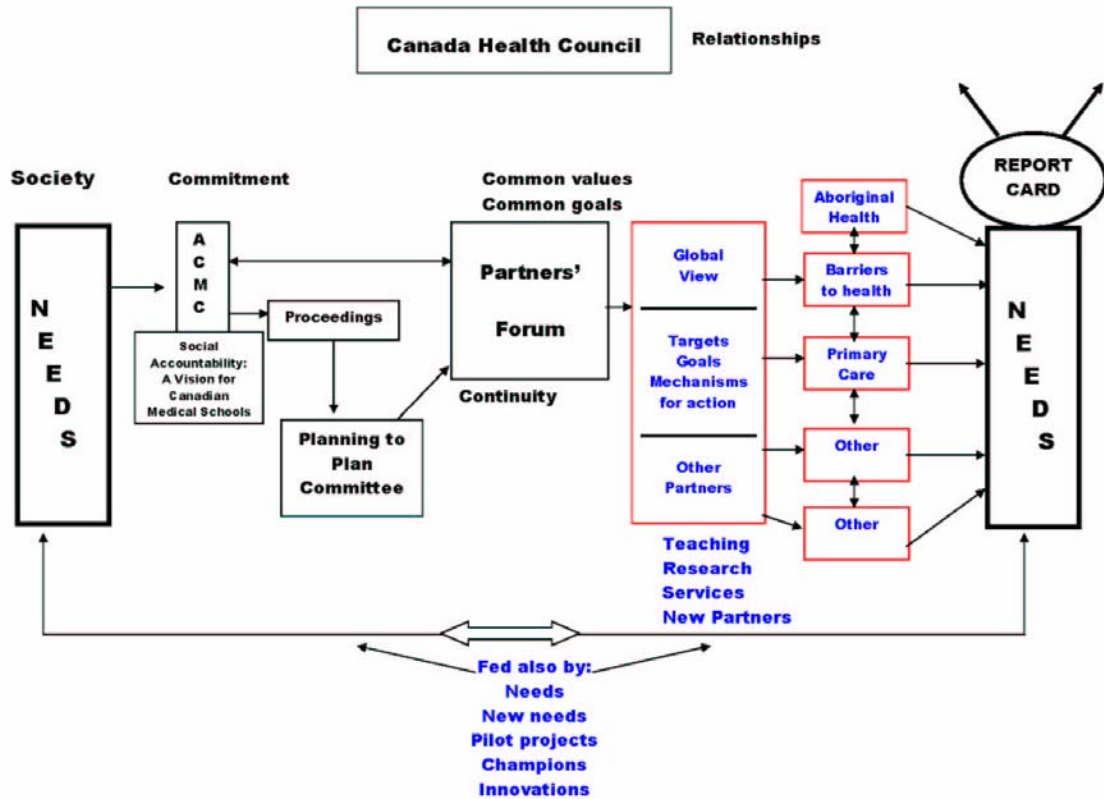 Canada Health Council
Relationships
REPORT
CARD
Society
Commitment
Common values
Common goals
N
E
E
D
S
A
C
M
C
Social
Accountability:
A Vision for
Canadian
Medical Schools
Proceedings
Planning to
Plan
Committee
Partners'
Forum
Continuity
Global
View
Targets
Goals
Mechanisms
for action
Other
Partners
Teaching
Research
Services
New Partners
Aboriginal
Health
Barriers
to health
Primary
Care
Other
Other
N
E
E
D
S
Fed also by:
Needs
New needs
Pilot projects
Champions
Innovations